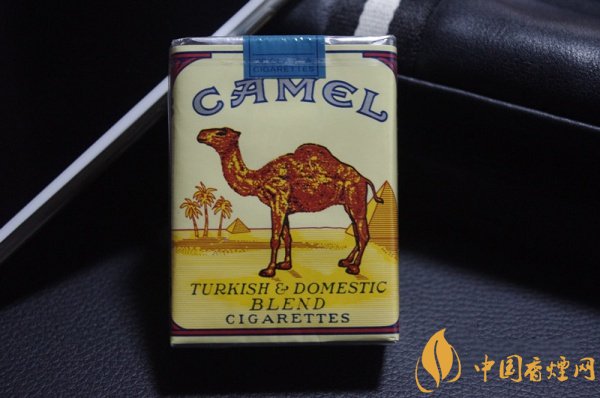 CIGARETTES
CAMEL
TURKISH & DOMESTIC
BLEND
CIGARETTES
中国香烟网